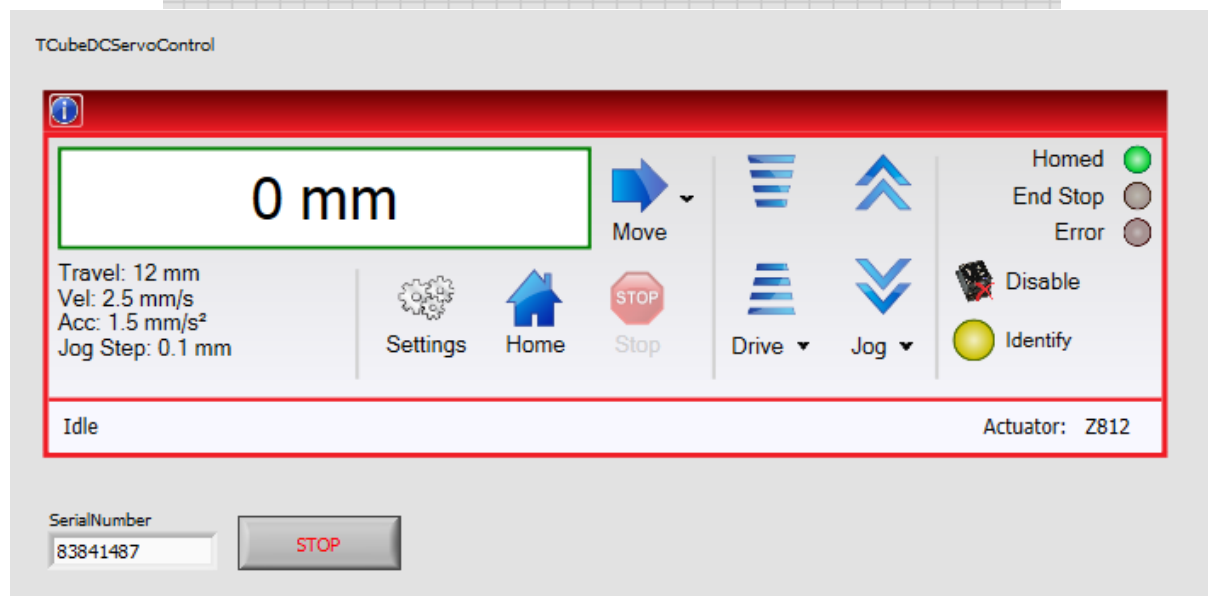 TCubeDCServoControl
0 mm
Move
Homed
End Stop
Error
Travel: 12 mm
Vel: 2.5 mm/s
Acc: 1.5 mm/s²
Jog Step: 0.1 mm
Settings
Home
STOP
Stop
Drive
Jog
Disable
Identify
Idle
Actuator: Z812
SerialNumber
83841487
STOP